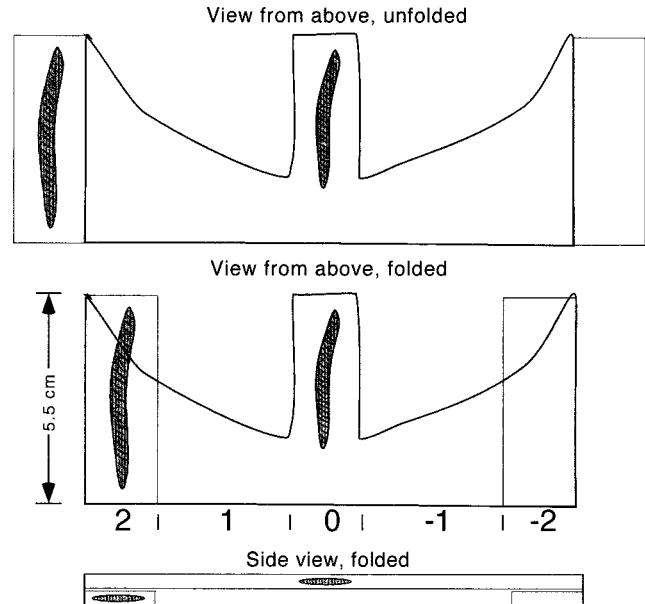 View from above, unfolded
View from above, folded
5.5 cm
2 | 1 | 0 | -1 | -2
Side view, folded